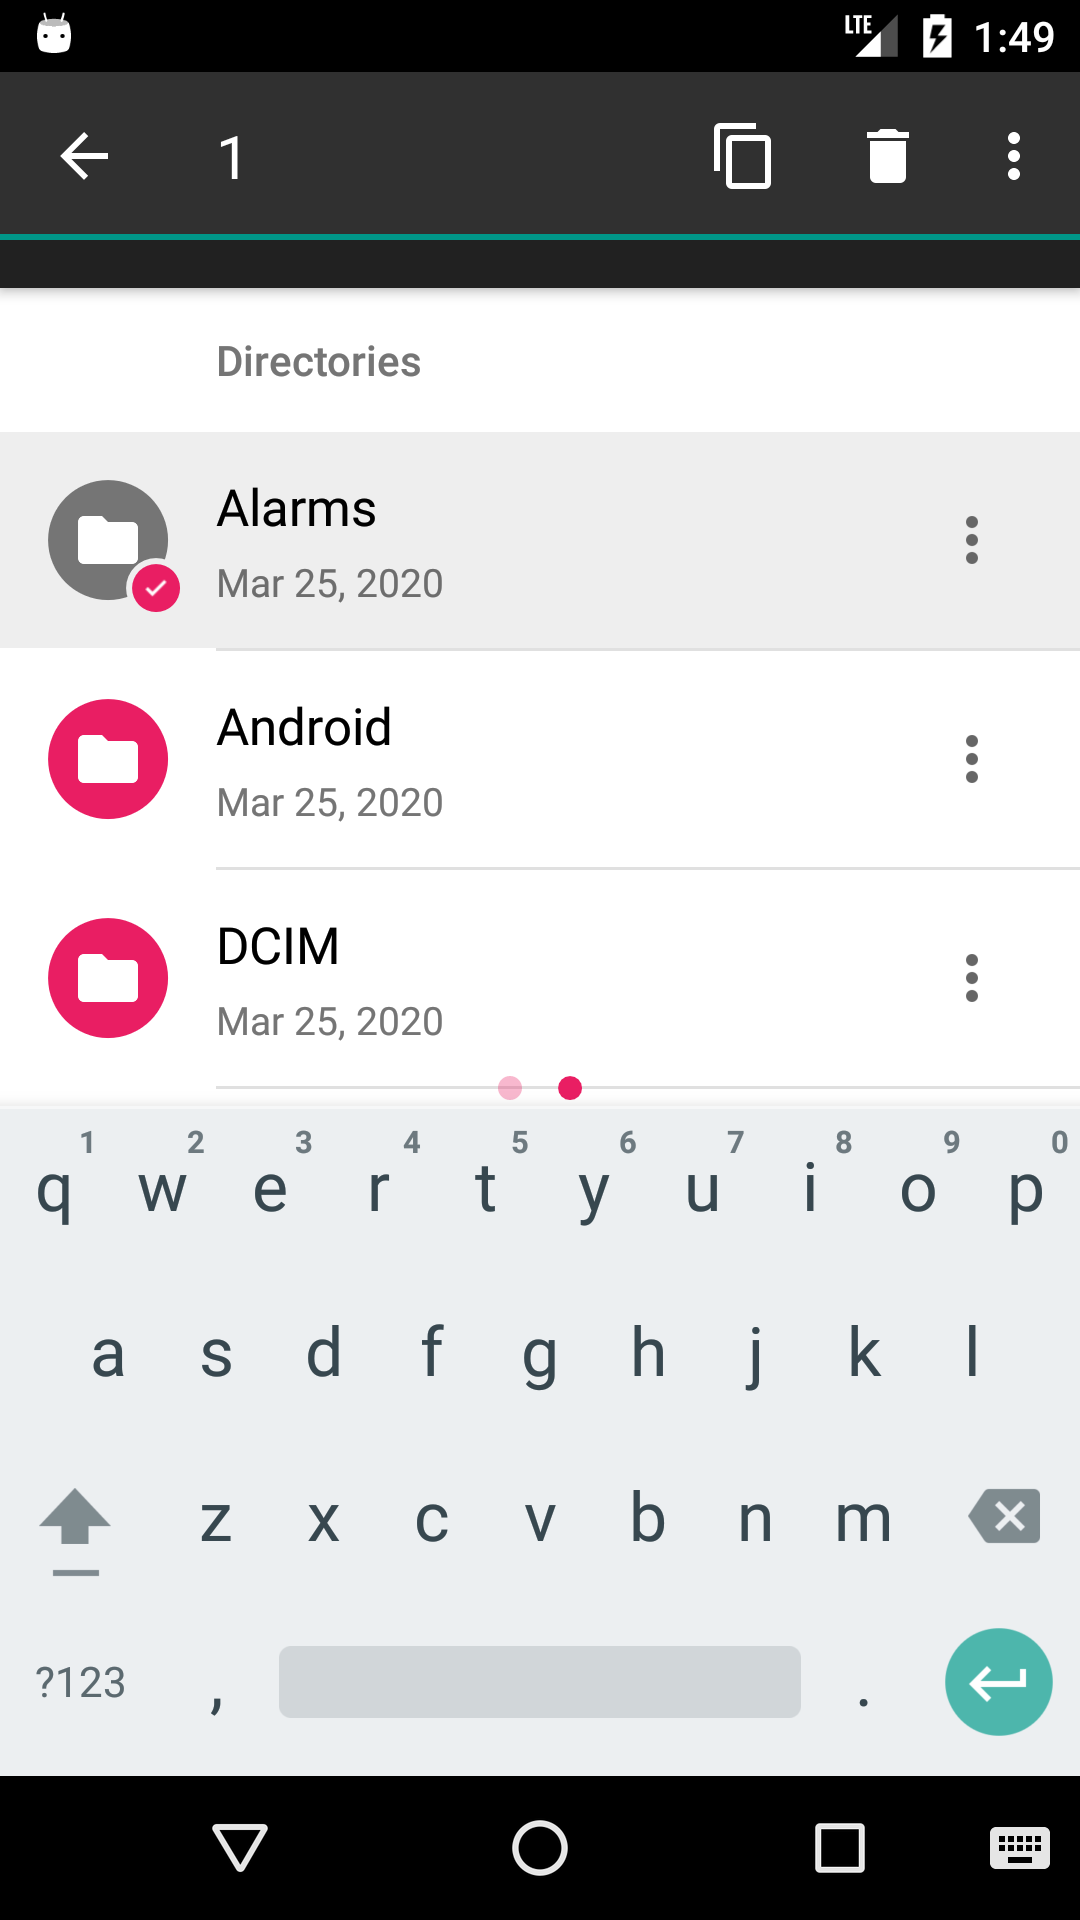 LTE 1:49
1
Directories
Alarms
Mar 25, 2020
Android
Mar 25, 2020
DCIM
Mar 25, 2020
1 2 3 4 5 6 7 8 9 0
q w e r t y u i o p
a s d f g h j k l
z x c v b n m
?123 , .